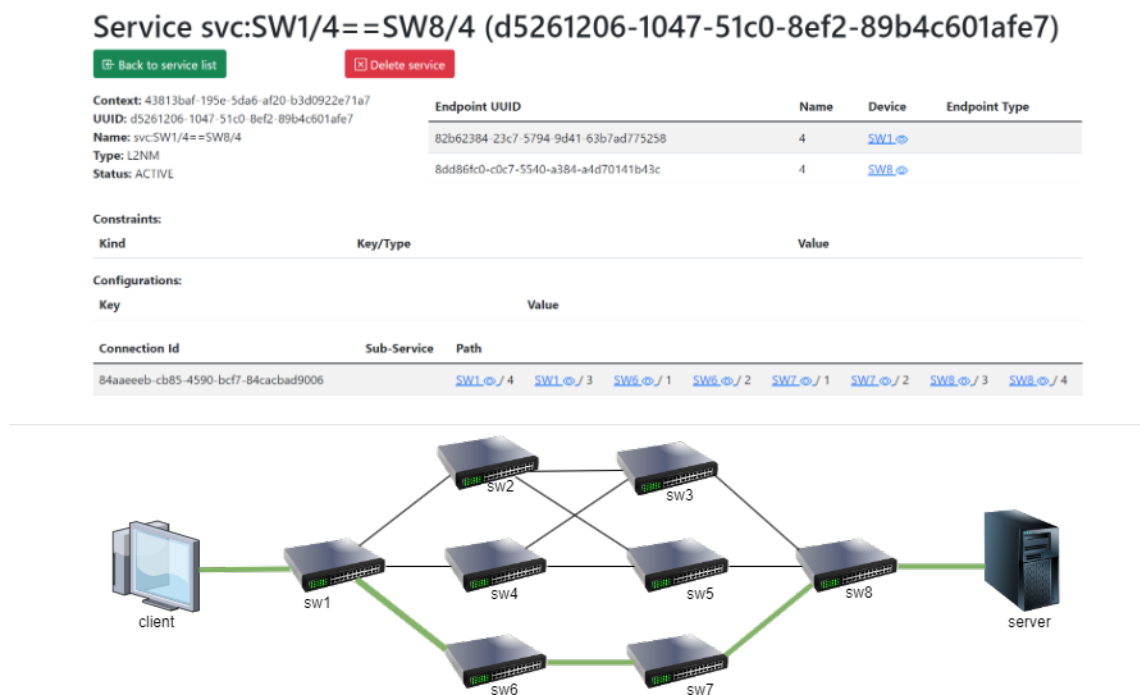 Service svc:SW1/4==SW8/4 (d5261206-1047-51c0-8ef2-89b4c601afe7)
Back to service list
Delete service
Context: 43813baf-195e-5da6-af20-b3d0922e71a7
UUID: d5261206-1047-51c0-8ef2-89b4c601afe7
Name: svc:SW1/4==SW8/4
Type: L2NM
Status: ACTIVE
Endpoint UUID Name Device Endpoint Type
82b62384-23c7-5794-9d41-63b7ad775258 4 SW1
8dd86fc0-c0c7-5540-a384-a4d70141b43c 4 SW8
Constraints:
Kind Key/Type Value
Configurations:
Key Value
Connection Id Sub-Service Path
84aaeeeb-cb85-4590-bcf7-84cacbad9006 SW1 / 4 SW1 / 3 SW6 / 1 SW6 / 2 SW7 / 1 SW7 / 2 SW8 / 3 SW8 / 4
sw2
sw3
client
sw1
sw4
sw5
sw8
server
sw6
sw7